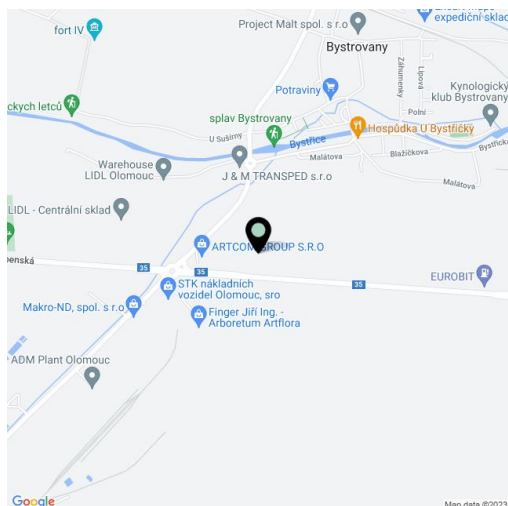 expediční sklad
Project Malt spol. s r.o
fort IV
Bystrovany
Záhumenky
Lipová
Potraviny
Kynologický
klub Bystrovany
ckych letců
Polní
splav Bystrovany
U Sušírny
Bystřice
Hospůdka U Bystřičky
Bystřická
Malátova
Blažíčkova
Warehouse
LIDL Olomouc
J & M TRANSPED s.r.o
Malátova
LIDL - Centrální sklad
ARTCOM GROUP S.R.O
penská
35
35
EUROBIT
STK nákladních
vozidel Olomouc, sro
35
Makro-ND, spol. s r.o
Finger Jiří Ing. -
Arboretum Artflora
ADM Plant Olomouc
Google
Map data ©2023